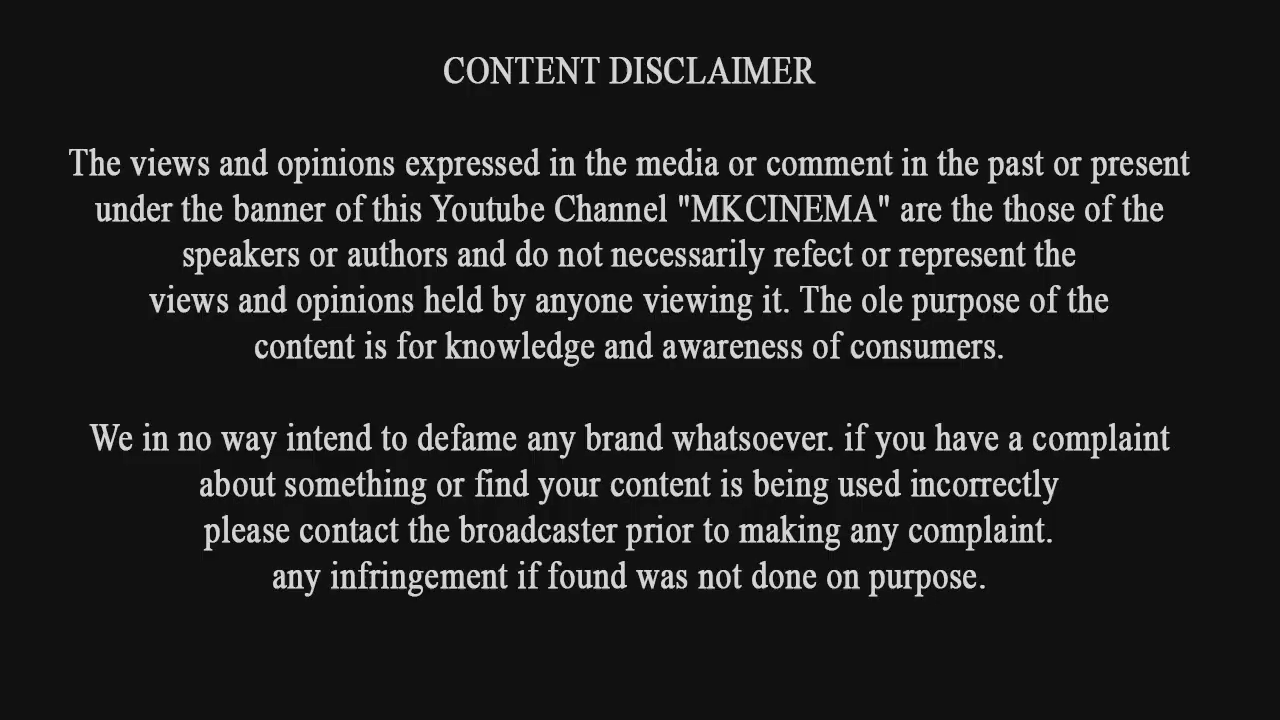 CONTENT DISCLAIMER
The views and opinions expressed in the media or comment in the past or present
under the banner of this Youtube Channel "MKCINEMA" are the those of the
speakers or authors and do not necessarily refect or represent the
views and opinions held by anyone viewing it. The ole purpose of the
content is for knowledge and awareness of consumers.
We in no way intend to defame any brand whatsoever. if you have a complaint
about something or find your content is being used incorrectly
please contact the broadcaster prior to making any complaint.
any infringement if found was not done on purpose.